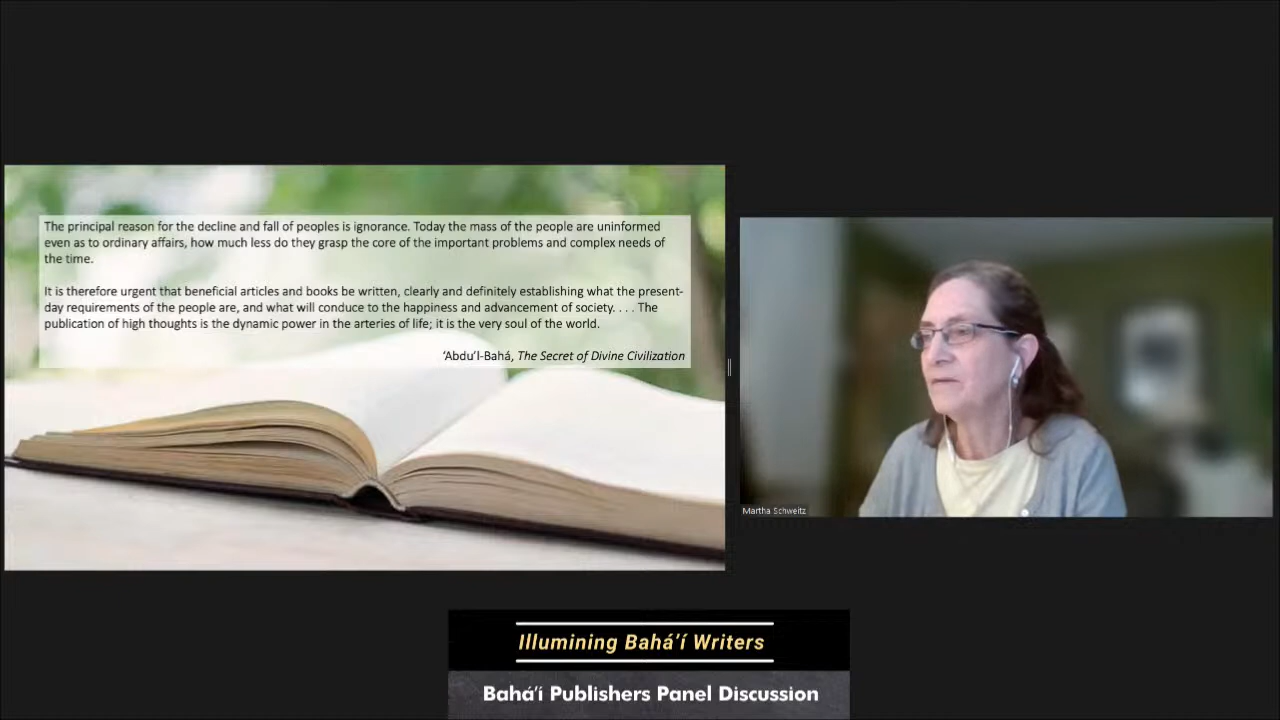 The principal reason for the decline and fall of peoples is ignorance. Today the mass of the people are uninformed
even as to ordinary affairs, how much less do they grasp the core of the important problems and complex needs of
the time.
It is therefore urgent that beneficial articles and books be written, clearly and definitely establishing what the present-
day requirements of the people are, and what will conduce to the happiness and advancement of society. . . . The
publication of high thoughts is the dynamic power in the arteries of life; it is the very soul of the world.
‘Abdu’l-Bahá, The Secret of Divine Civilization
Martha Schweitz
Illumining Bahá’í Writers
Bahá’í Publishers Panel Discussion